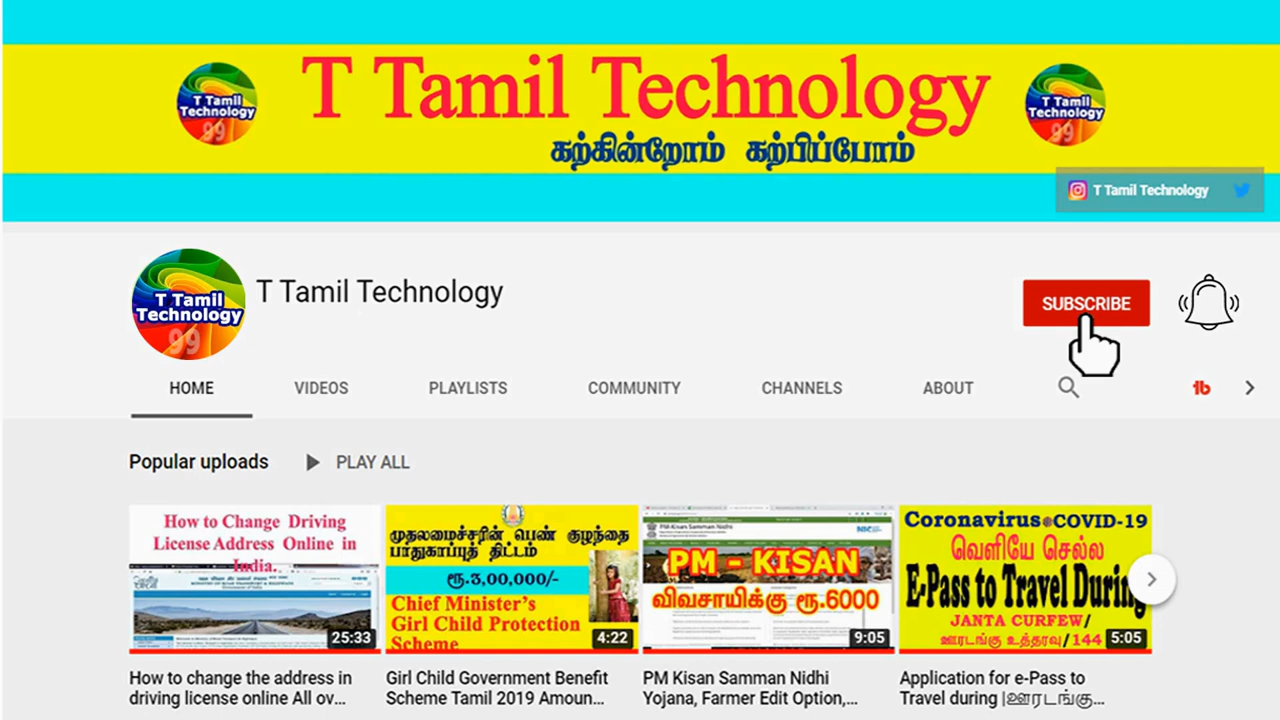 T Tamil Technology
T Tamil
Technology
99
T Tamil
Technology
99
கற்கின்றோம் கற்பிப்போம்
T Tamil Technology
T Tamil
Technology
99
T Tamil Technology
SUBSCRIBE
HOME VIDEOS PLAYLISTS COMMUNITY CHANNELS ABOUT
Popular uploads PLAY ALL
How to Change Driving
License Address Online in
India.
25:33
முதலமைச்சரின் பெண் குழந்தை
பாதுகாப்புத் திட்டம்
ரூ.3,00,000/-
Chief Minister's
Girl Child Protection
Scheme
4:22
PM-Kisan Samman Nidhi
PM - KISAN
விவசாயிக்கு ரூ.6000
9:05
Coronavirus COVID-19
வெளியே செல்ல
E-Pass to Travel During
JANTA CURFEW/
ஊரடங்கு உத்தரவு/144
5:05
How to change the address in
driving license online All ov...
Girl Child Government Benefit
Scheme Tamil 2019 Amoun...
PM Kisan Samman Nidhi
Yojana, Farmer Edit Option,...
Application for e-Pass to
Travel during |ஊரடங்கு...